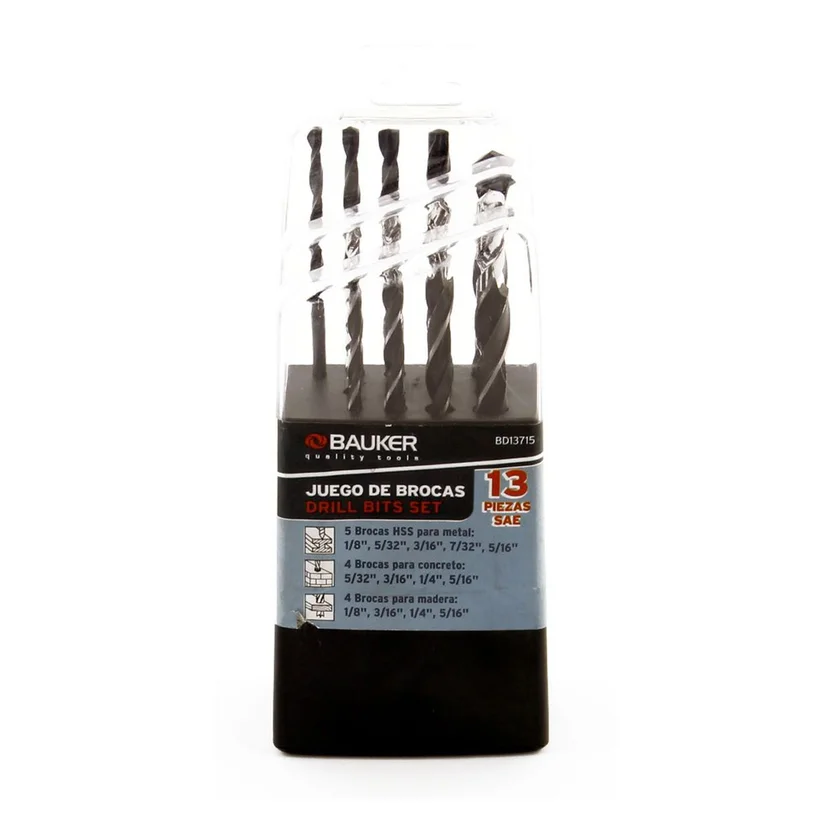 BAUKER
quality tools
BD13715
JUEGO DE BROCAS
DRILL BITS SET
13
PIEZAS
SAE
5 Brocas HSS para metal:
1/8", 5/32", 3/16", 7/32", 5/16"
4 Brocas para concreto:
5/32", 3/16", 1/4", 5/16"
4 Brocas para madera:
1/8", 3/16", 1/4", 5/16"